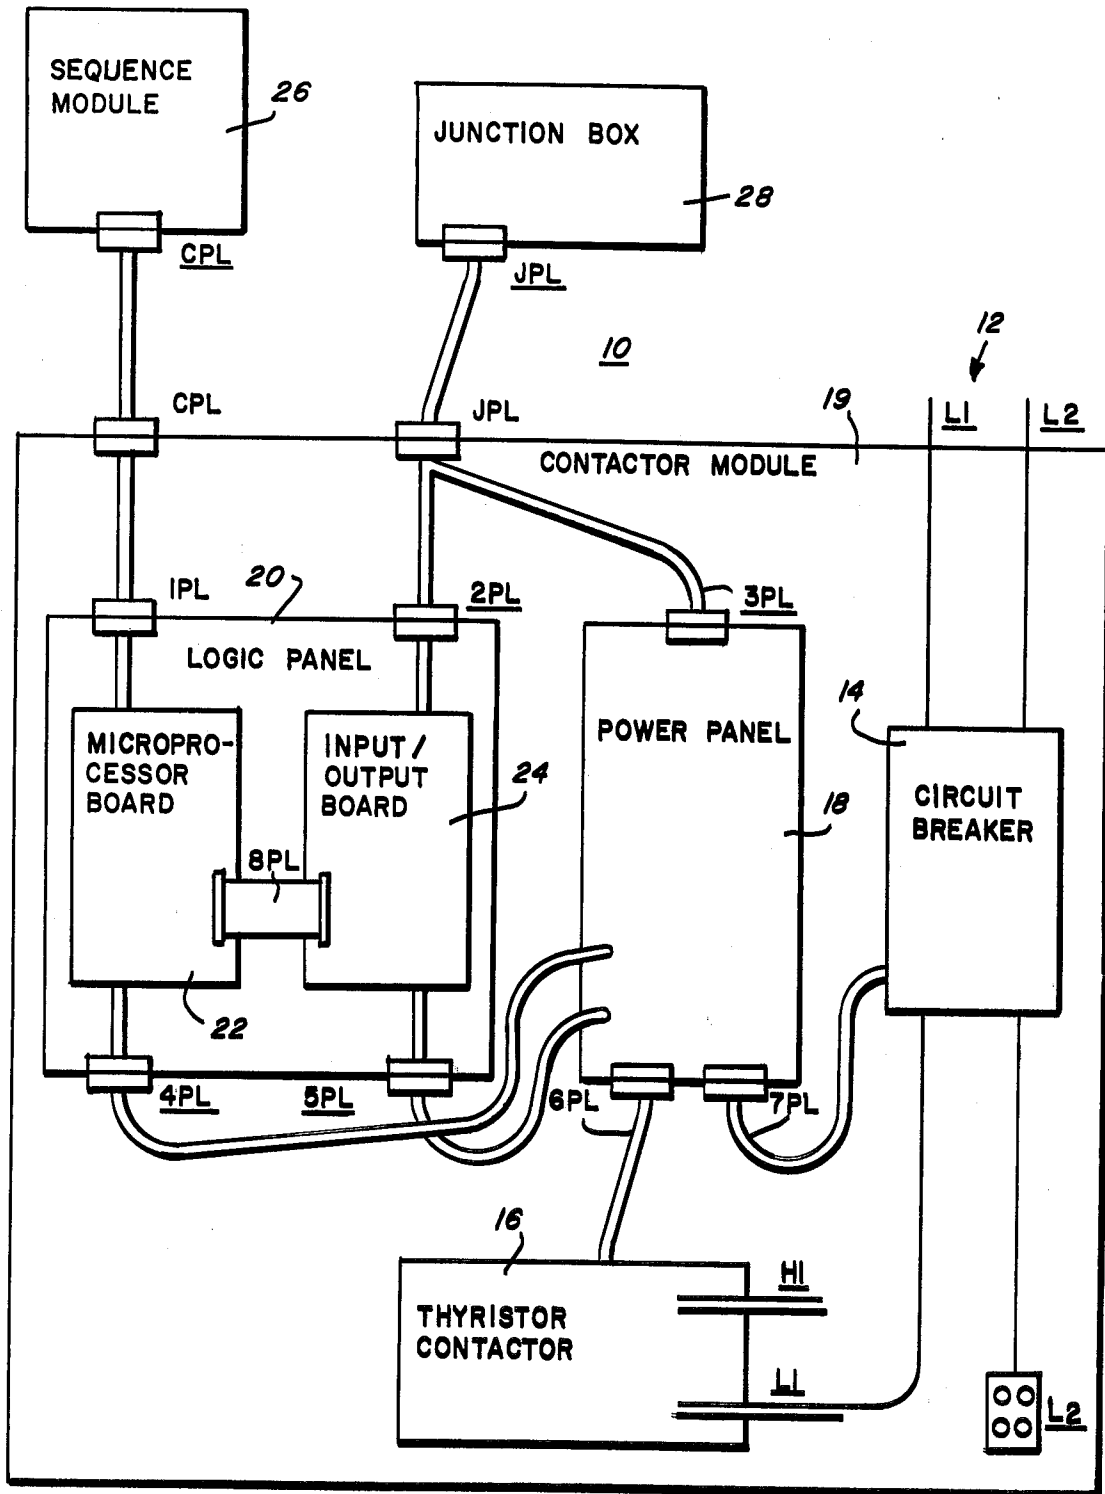 SEQUENCE
MODULE
26
CPL
JUNCTION BOX
28
JPL
10
12
CPL
JPL
19
L1
L2
CONTACTOR MODULE
1PL
20
2PL
3PL
LOGIC PANEL
MICROPRO-
CESSOR
BOARD
INPUT/
OUTPUT
BOARD
24
8PL
22
POWER PANEL
18
14
CIRCUIT
BREAKER
4PL
5PL
6PL
7PL
16
THYRISTOR
CONTACTOR
H1
L1
L2